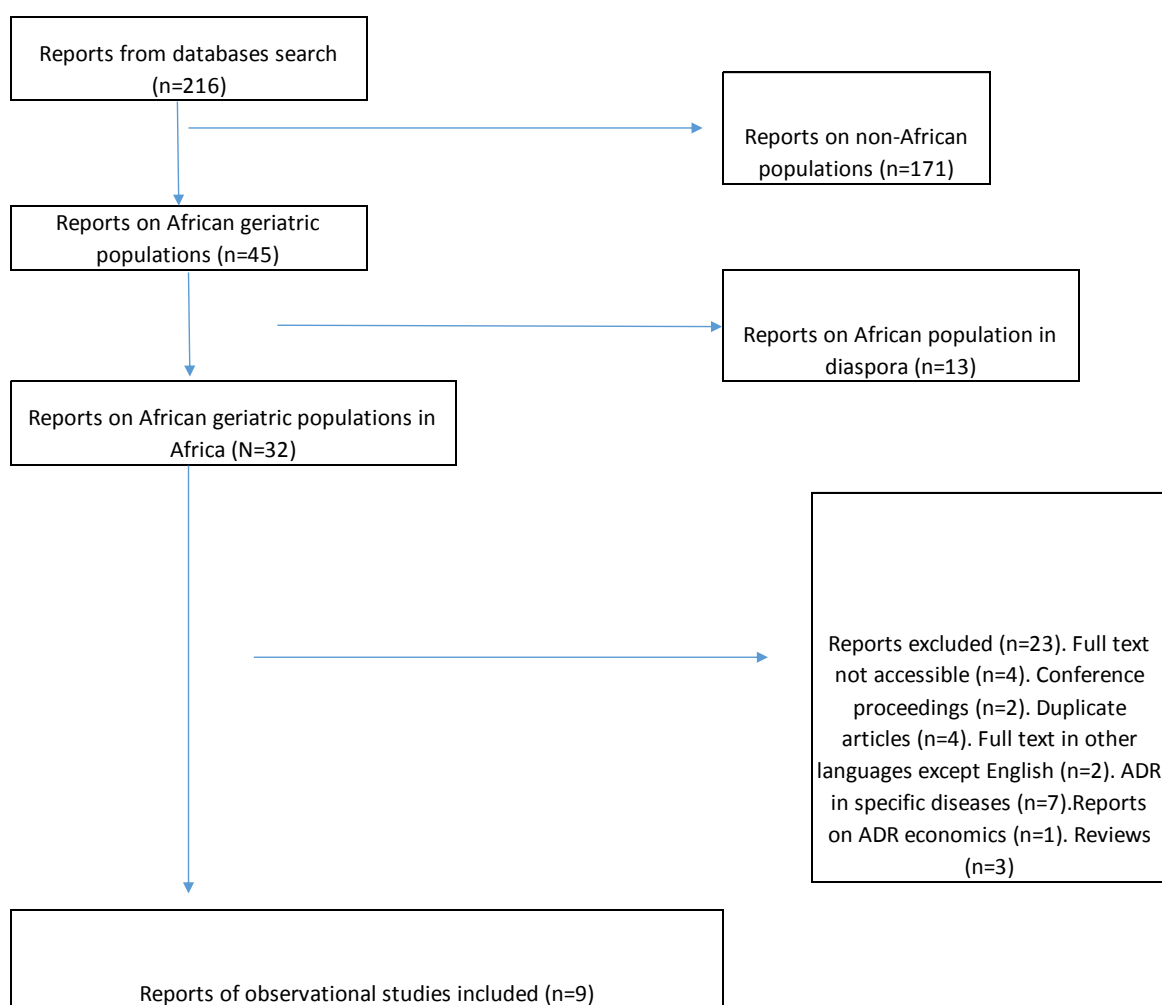 Reports from databases search
(n=216)
Reports on non-African
populations (n=171)
Reports on African geriatric
populations (n=45)
Reports on African population in
diaspora (n=13)
Reports on African geriatric populations in
Africa (N=32)
Reports excluded (n=23). Full text
not accessible (n=4). Conference
proceedings (n=2). Duplicate
articles (n=4). Full text in other
languages except English (n=2). ADR
in specific diseases (n=7).Reports
on ADR economics (n=1). Reviews
(n=3)
Reports of observational studies included (n=9)